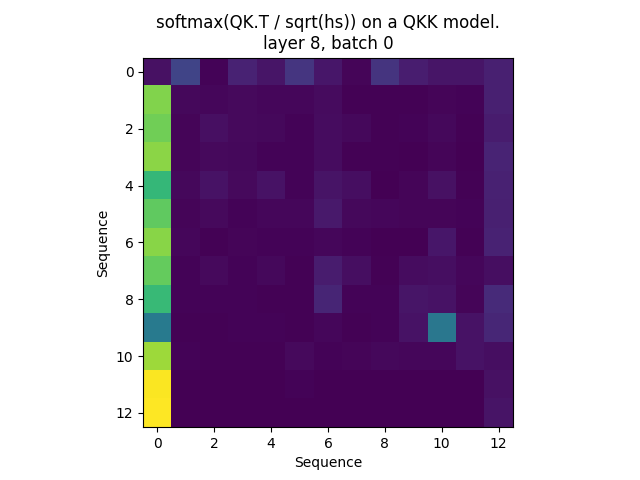 softmax(QK.T / sqrt(hs)) on a QKK model.
layer 8, batch 0
0
2
4
6
8
10
12
Sequence
0 2 4 6 8 10 12
Sequence